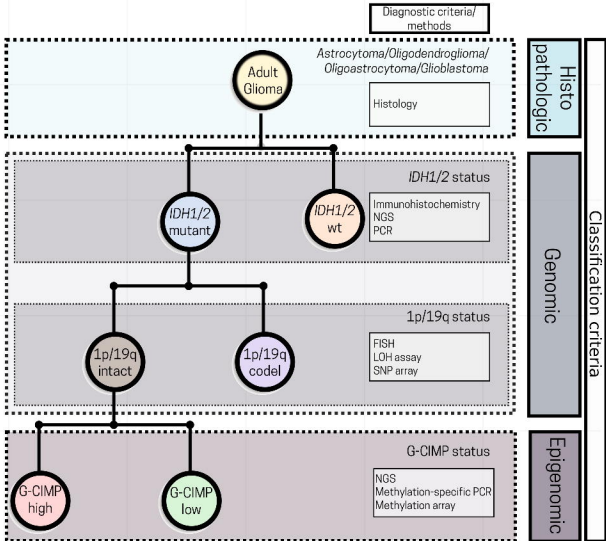 Diagnostic criteria/
methods
Astrocytoma/Oligodendroglioma/
Oligoastrocytoma/Glioblastoma
Adult
Glioma
Histology
Histo
pathologic
IDH1/2 status
IDH1/2
mutant
IDH1/2
wt
Immunohistochemistry
NGS
PCR
Genomic
Classification criteria
1p/19q status
1p/19q
intact
1p/19q
codel
FISH
LOH assay
SNP array
G-CIMP status
G-CIMP
high
G-CIMP
low
NGS
Methylation-specific PCR
Methylation array
Epigenomic